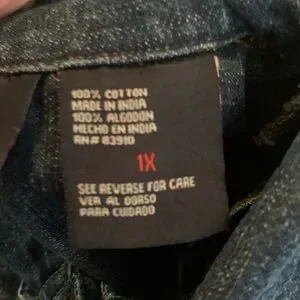 100% COTTON
MADE IN INDIA
100% ALGODON
HECHO EN INDIA
RN# 83910
1X
SEE REVERSE FOR CARE
VER AL DORSO
PARA CUIDADO